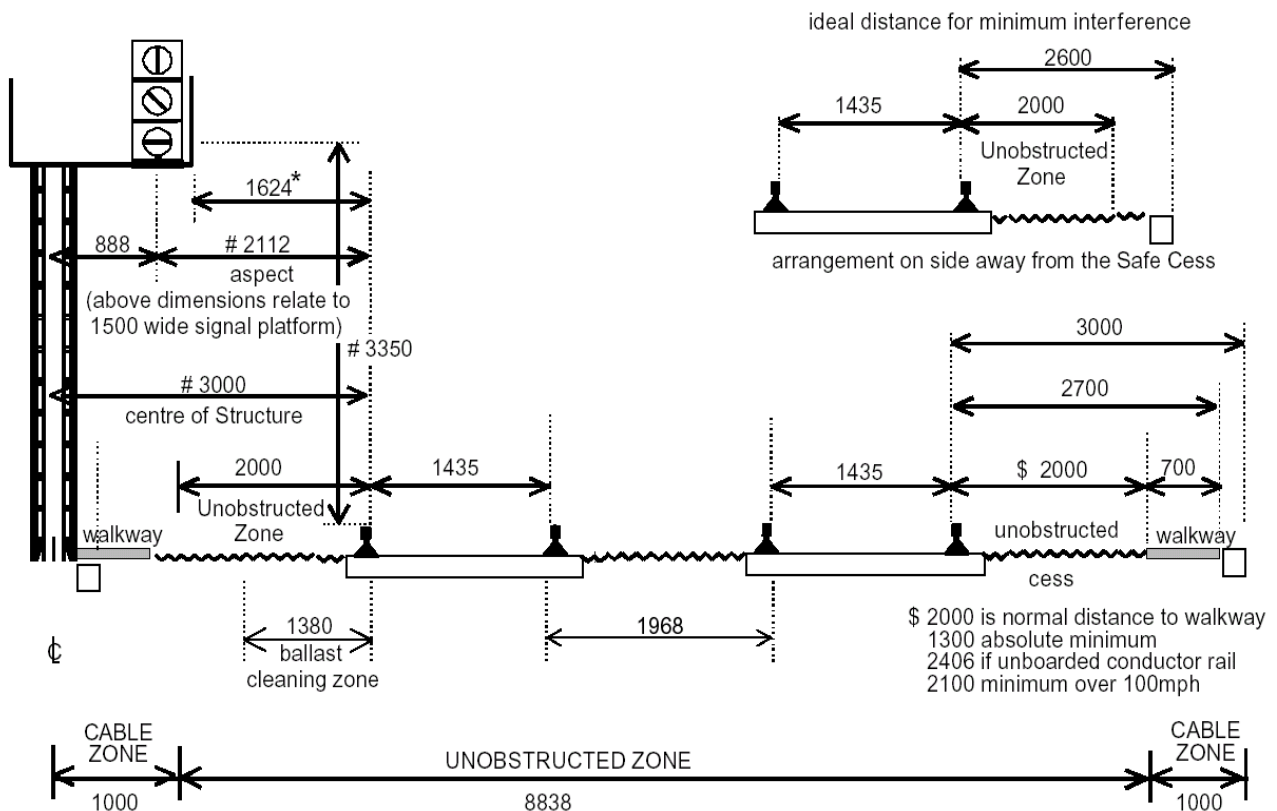 ideal distance for minimum interference
2600
1435
2000
Unobstructed
Zone
arrangement on side away from the Safe Cess
1624*
888
# 2112
aspect
(above dimensions relate to
1500 wide signal platform)
# 3350
# 3000
centre of Structure
3000
2700
2000
1435
1435
$ 2000
700
Unobstructed
Zone
walkway
unobstructed
walkway
cess
1380
ballast
cleaning zone
1968
$ 2000 is normal distance to walkway
1300 absolute minimum
2406 if unboarded conductor rail
2100 minimum over 100mph
℄
CABLE
ZONE
UNOBSTRUCTED ZONE
CABLE
ZONE
1000
8838
1000